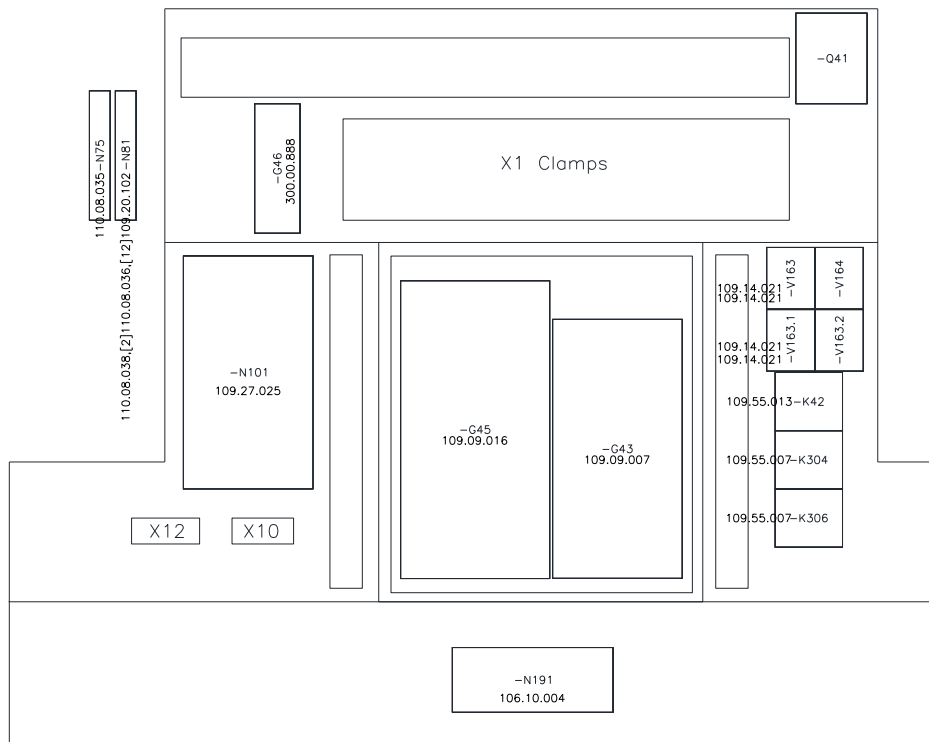 -Q41
X1 Clamps
-G46
300.00.888
110.08.035-N75
110.08.038,[2]110.08.036,[12]109.20.102-N81
109.14.021
109.14.021
-V163
-V164
109.14.021
109.14.021
-V163.1
-V163.2
-N101
109.27.025
109.55.013-K42
-G45
109.09.016
-G43
109.09.007
109.55.007-K304
109.55.007-K306
X12
X10
-N191
106.10.004